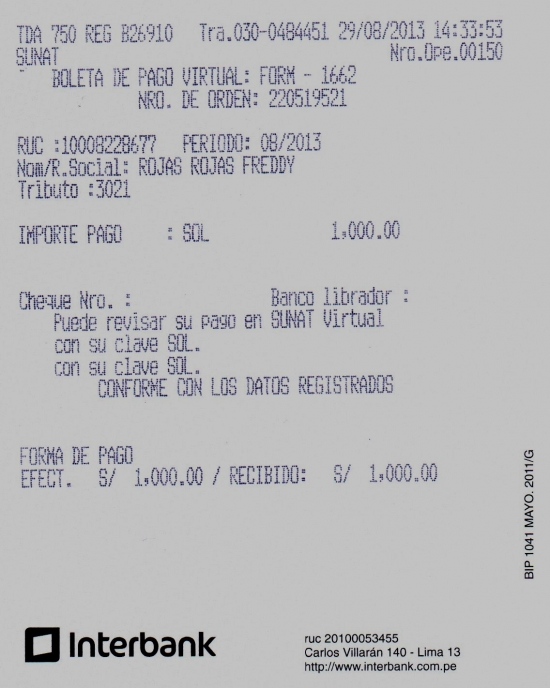 TDA 750 REG B26910 Tra.030-0484451 29/08/2013 14:33:53
SUNAT Nro.Ope.00150
BOLETA DE PAGO VIRTUAL: FORM - 1662
NRO. DE ORDEN: 220519521
RUC :10008228677 PERIODO: 08/2013
Nom/R.Social: ROJAS ROJAS FREDDY
Tributo :3021
IMPORTE PAGO : SOL 1,000.00
Cheque Nro. : Banco librador :
Puede revisar su pago en SUNAT Virtual
con su clave SOL.
con su clave SOL.
CONFORME CON LOS DATOS REGISTRADOS
FORMA DE PAGO
EFECT. S/ 1,000.00 / RECIBIDO: S/ 1,000.00
BIP 1041 MAYO. 2011/G
Interbank
ruc 20100053455
Carlos Villarán 140 - Lima 13
http://www.interbank.com.pe